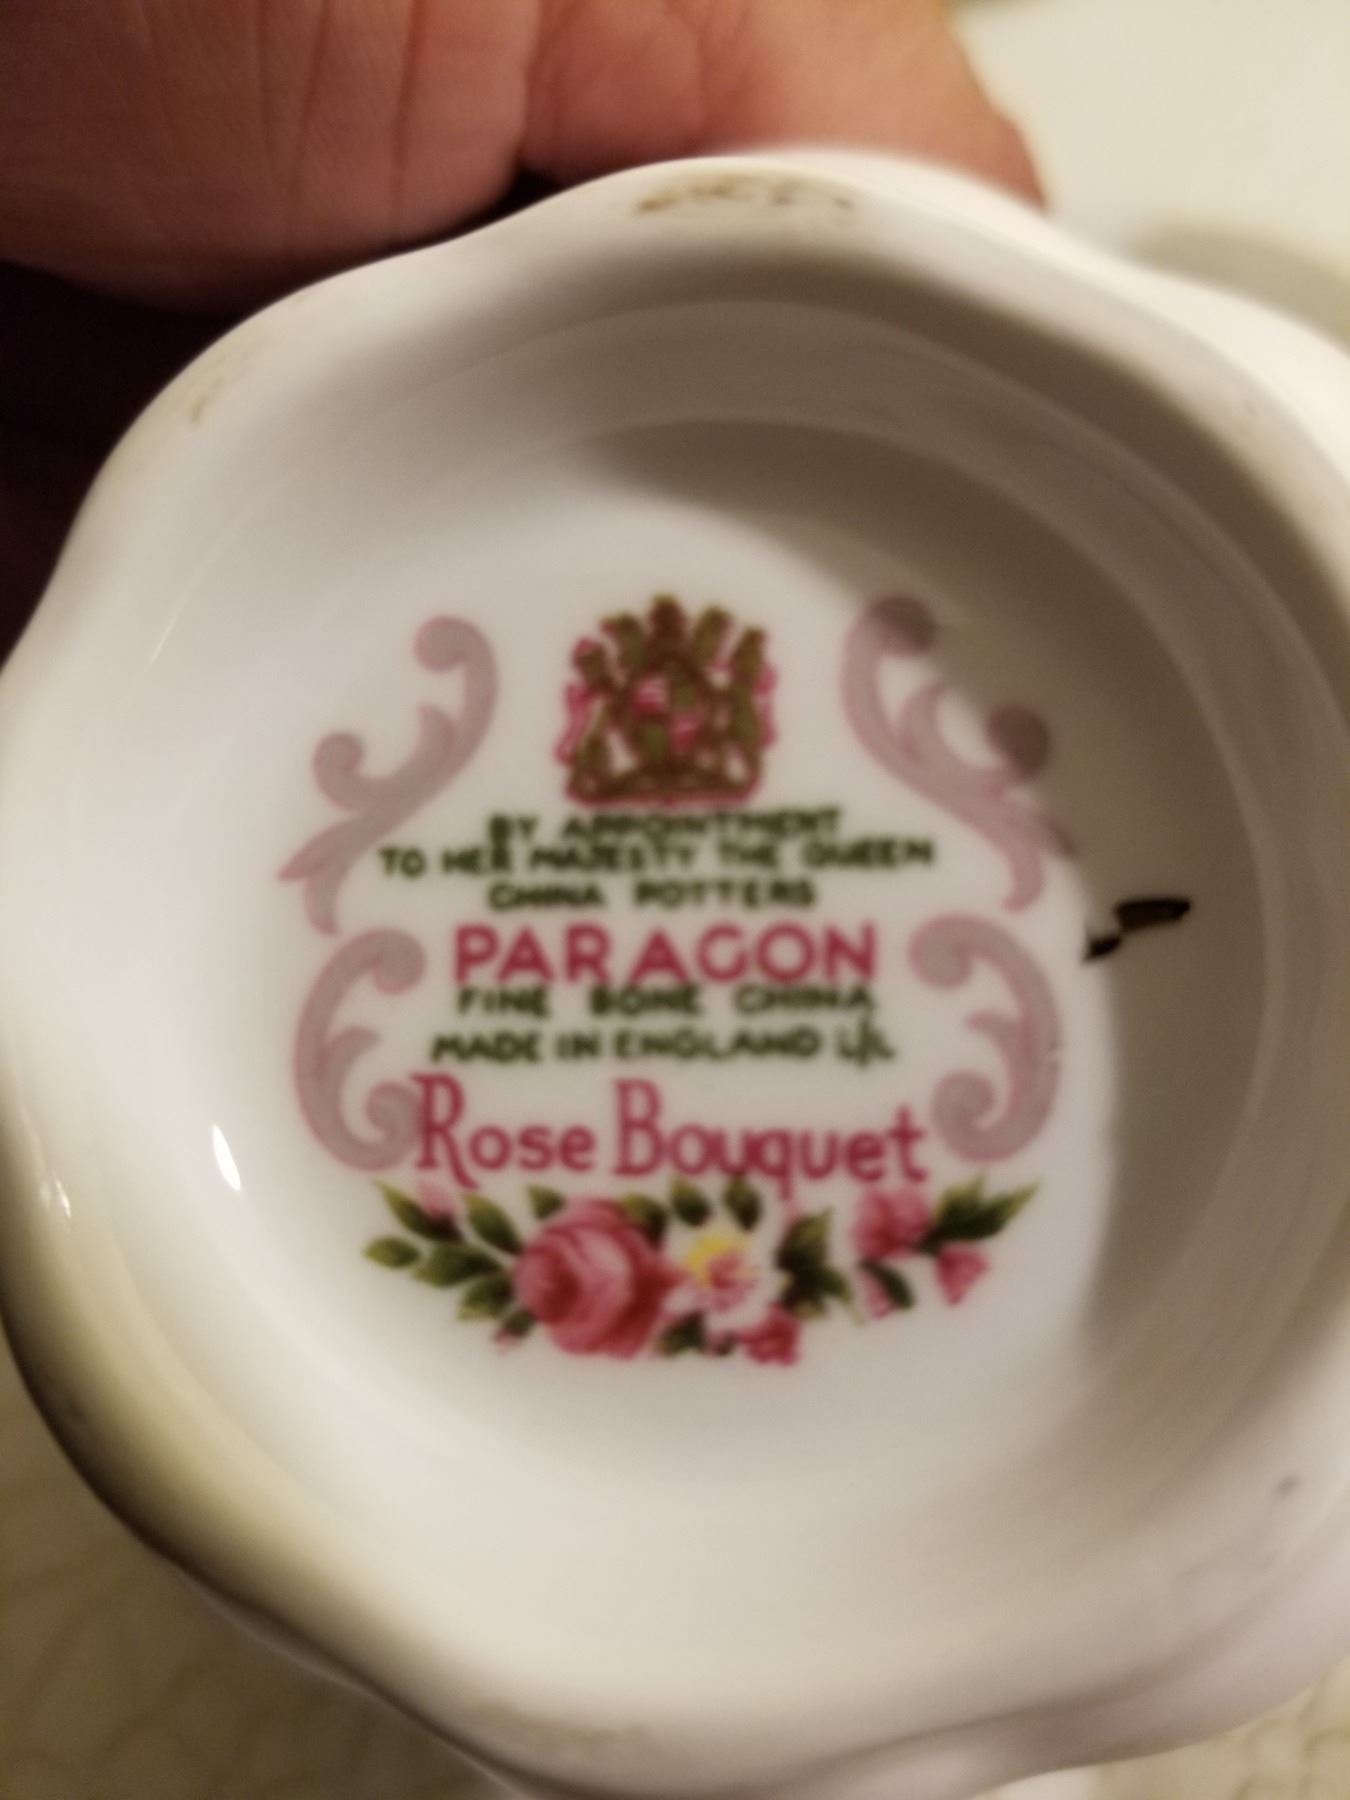 BY APPOINTMENT
TO HER MAJESTY THE QUEEN
CHINA POTTERS
PARAGON
FINE BONE CHINA
MADE IN ENGLAND
Rose Bouquet